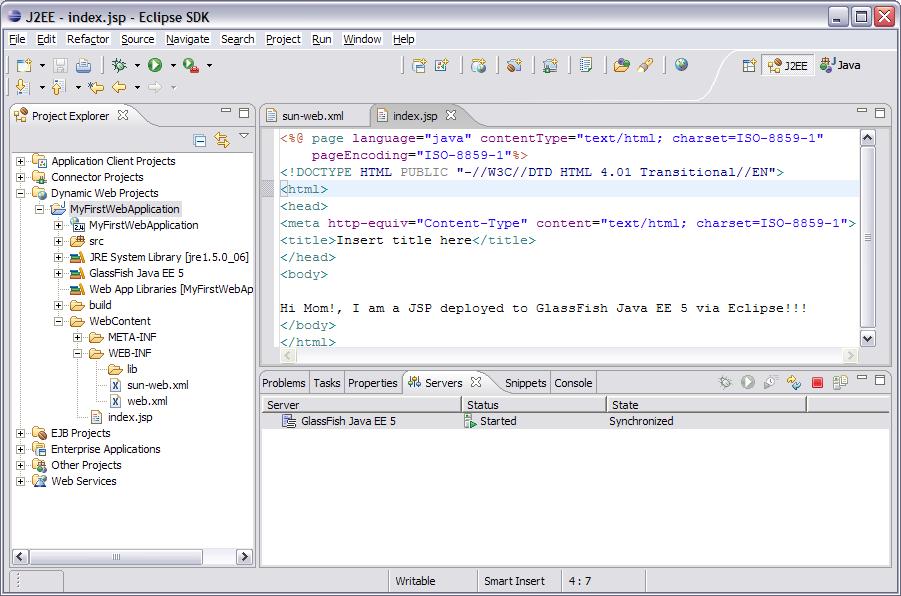 J2EE - index.jsp - Eclipse SDK
File Edit Refactor Source Navigate Search Project Run Window Help
J2EE Java
Project Explorer
Application Client Projects
Connector Projects
Dynamic Web Projects
MyFirstWebApplication
MyFirstWebApplication
src
JRE System Library [jre1.5.0_06]
GlassFish Java EE 5
Web App Libraries [MyFirstWebAp
build
WebContent
META-INF
WEB-INF
lib
sun-web.xml
web.xml
index.jsp
EJB Projects
Enterprise Applications
Other Projects
Web Services
sun-web.xml index.jsp
<%@ page language="java" contentType="text/html; charset=ISO-8859-1"
pageEncoding="ISO-8859-1"%>
<!DOCTYPE HTML PUBLIC "-//W3C//DTD HTML 4.01 Transitional//EN">
<html>
<head>
<meta http-equiv="Content-Type" content="text/html; charset=ISO-8859-1">
<title>Insert title here</title>
</head>
<body>
Hi Mom!, I am a JSP deployed to GlassFish Java EE 5 via Eclipse!!!
</body>
</html>
Problems Tasks Properties Servers Snippets Console
Server Status State
GlassFish Java EE 5 Started Synchronized
Writable Smart Insert 4 : 7